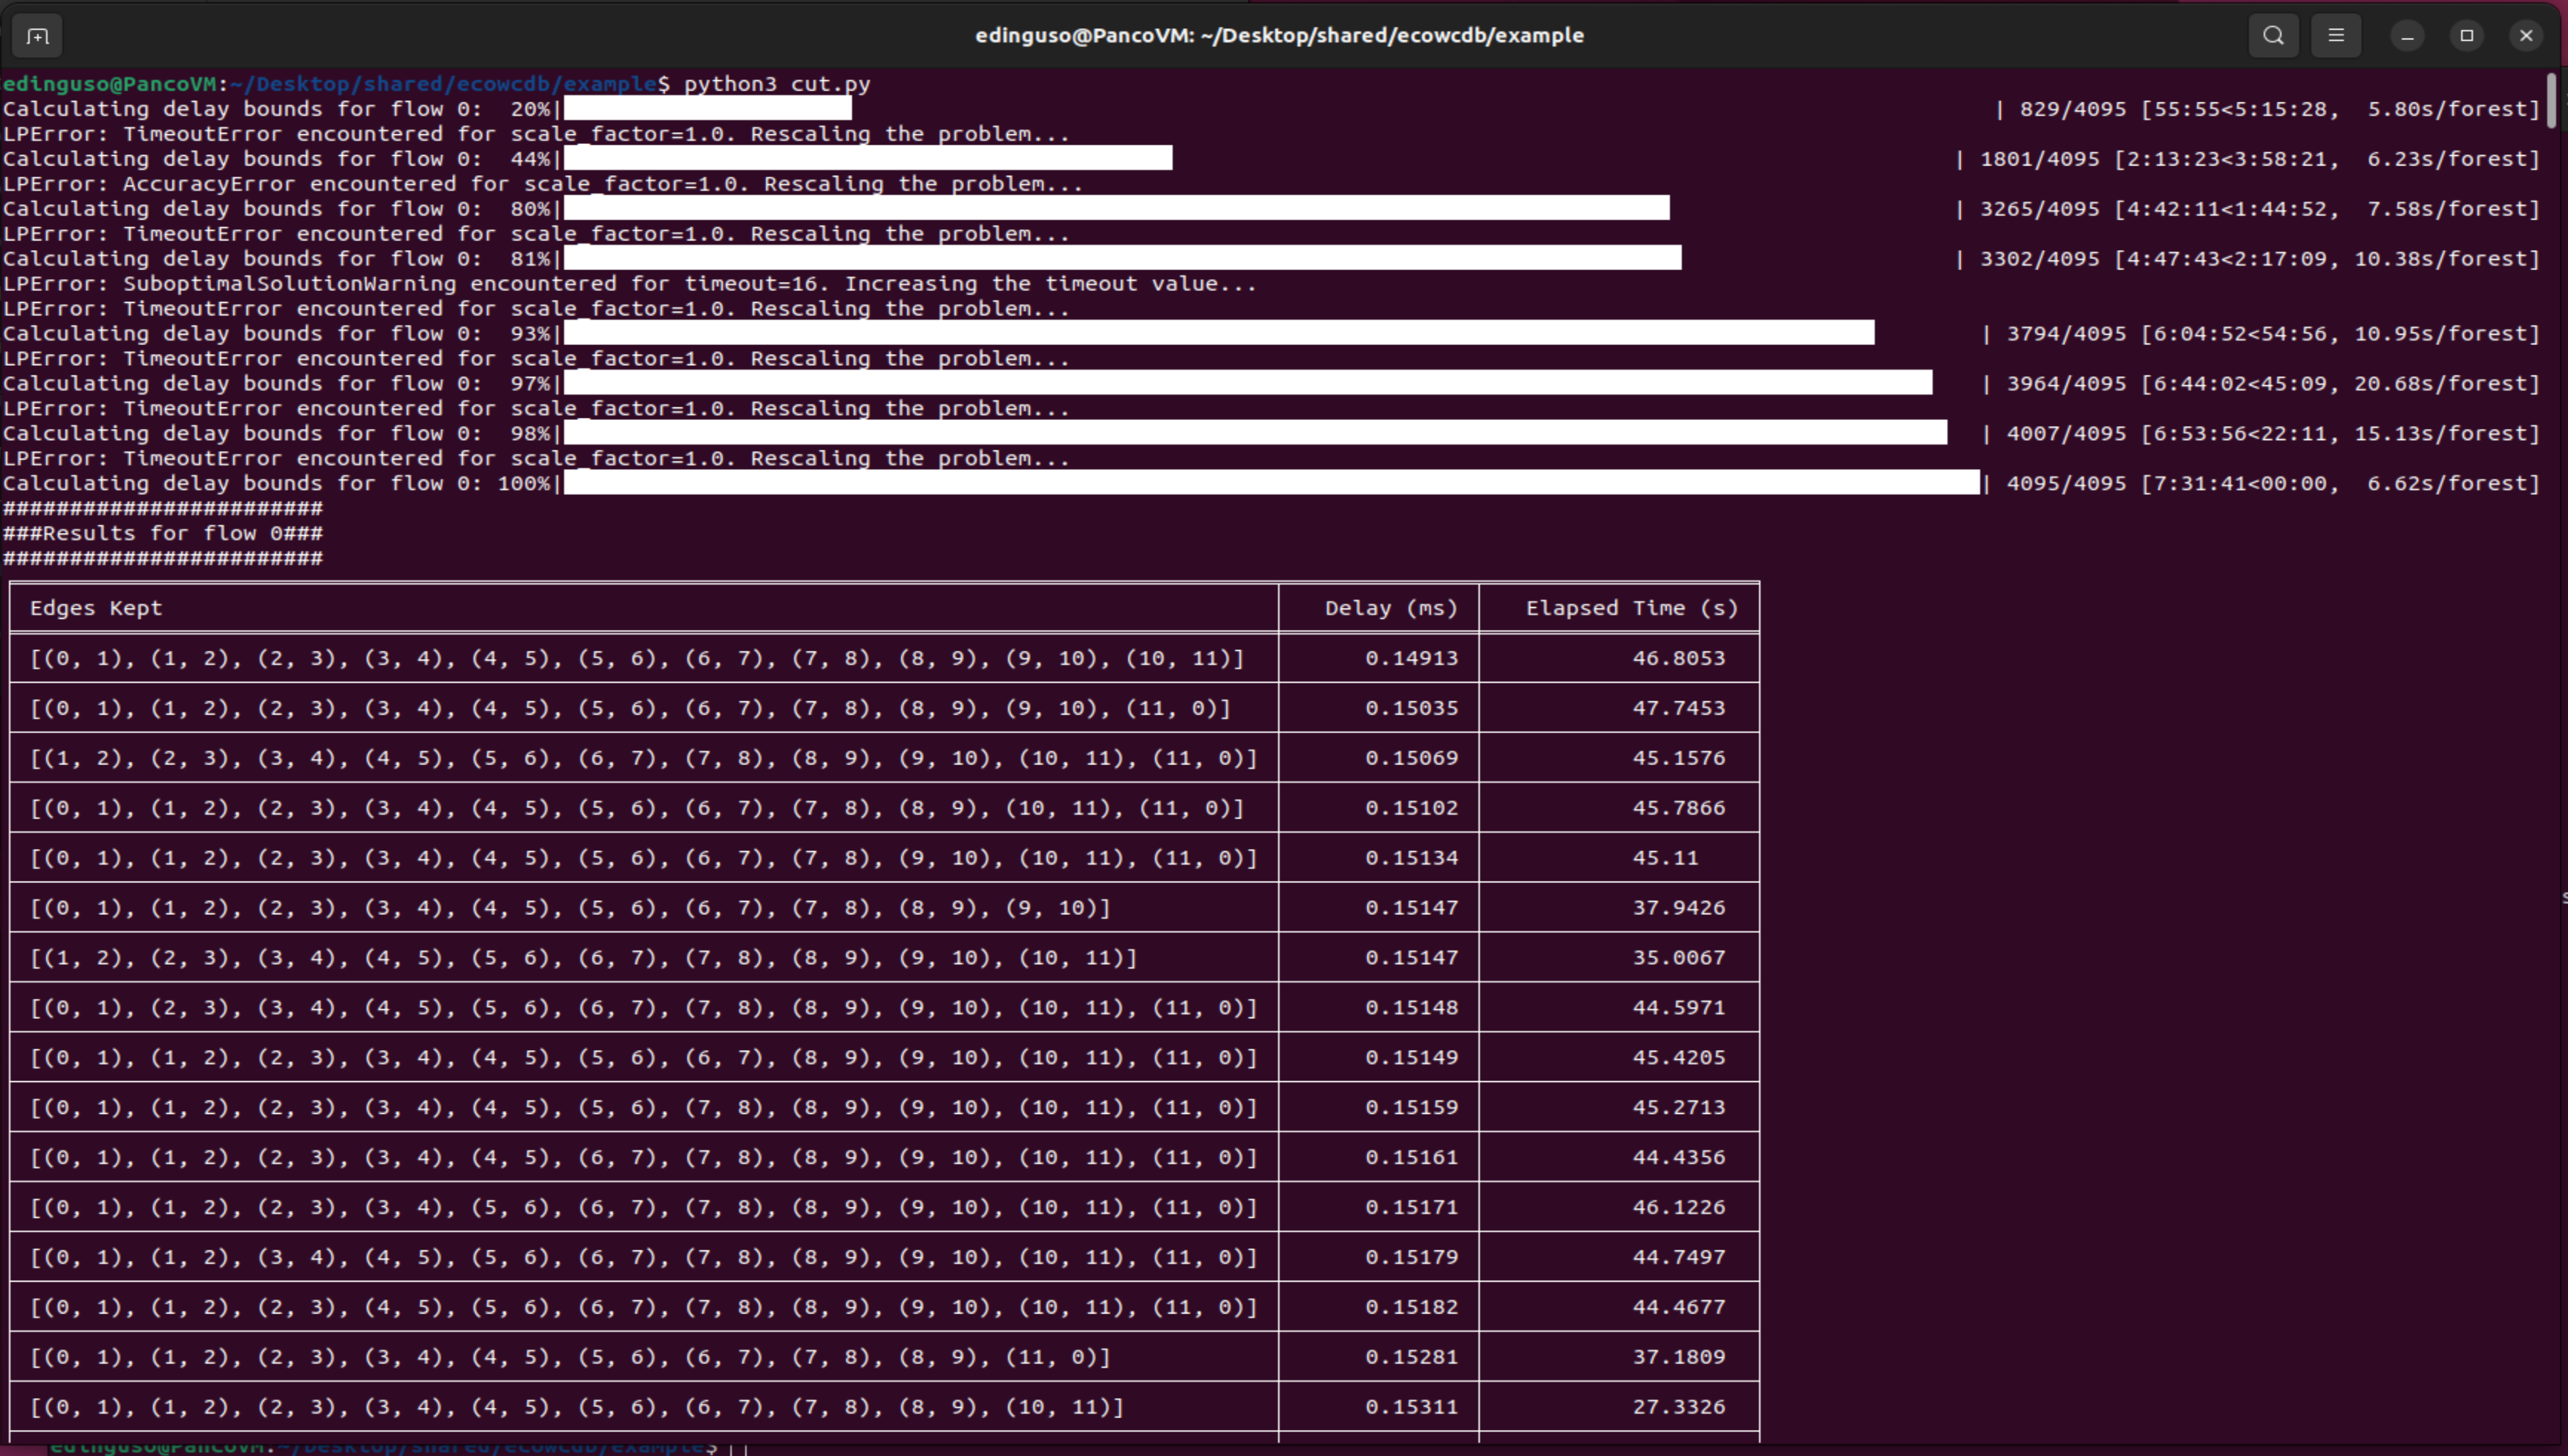 edinguso@PancoVM: ~/Desktop/shared/ecowcdb/example
edinguso@PancoVM:~/Desktop/shared/ecowcdb/example$ python3 cut.py
Calculating delay bounds for flow 0:  20%| | 829/4095 [55:55<5:15:28,  5.80s/forest]
LPError: TimeoutError encountered for scale_factor=1.0. Rescaling the problem...
Calculating delay bounds for flow 0:  44%| | 1801/4095 [2:13:23<3:58:21,  6.23s/forest]
LPError: AccuracyError encountered for scale_factor=1.0. Rescaling the problem...
Calculating delay bounds for flow 0:  80%| | 3265/4095 [4:42:11<1:44:52,  7.58s/forest]
LPError: TimeoutError encountered for scale_factor=1.0. Rescaling the problem...
Calculating delay bounds for flow 0:  81%| | 3302/4095 [4:47:43<2:17:09, 10.38s/forest]
LPError: SuboptimalSolutionWarning encountered for timeout=16. Increasing the timeout value...
LPError: TimeoutError encountered for scale_factor=1.0. Rescaling the problem...
Calculating delay bounds for flow 0:  93%| | 3794/4095 [6:04:52<54:56, 10.95s/forest]
LPError: TimeoutError encountered for scale_factor=1.0. Rescaling the problem...
Calculating delay bounds for flow 0:  97%| | 3964/4095 [6:44:02<45:09, 20.68s/forest]
LPError: TimeoutError encountered for scale_factor=1.0. Rescaling the problem...
Calculating delay bounds for flow 0:  98%| | 4007/4095 [6:53:56<22:11, 15.13s/forest]
LPError: TimeoutError encountered for scale_factor=1.0. Rescaling the problem...
Calculating delay bounds for flow 0: 100%| | 4095/4095 [7:31:41<00:00,  6.62s/forest]
########################
###Results for flow 0###
########################
Edges Kept Delay (ms) Elapsed Time (s)
[(0, 1), (1, 2), (2, 3), (3, 4), (4, 5), (5, 6), (6, 7), (7, 8), (8, 9), (9, 10), (10, 11)] 0.14913 46.8053
[(0, 1), (1, 2), (2, 3), (3, 4), (4, 5), (5, 6), (6, 7), (7, 8), (8, 9), (9, 10), (11, 0)] 0.15035 47.7453
[(1, 2), (2, 3), (3, 4), (4, 5), (5, 6), (6, 7), (7, 8), (8, 9), (9, 10), (10, 11), (11, 0)] 0.15069 45.1576
[(0, 1), (1, 2), (2, 3), (3, 4), (4, 5), (5, 6), (6, 7), (7, 8), (8, 9), (10, 11), (11, 0)] 0.15102 45.7866
[(0, 1), (1, 2), (2, 3), (3, 4), (4, 5), (5, 6), (6, 7), (7, 8), (9, 10), (10, 11), (11, 0)] 0.15134 45.11
[(0, 1), (1, 2), (2, 3), (3, 4), (4, 5), (5, 6), (6, 7), (7, 8), (8, 9), (9, 10)] 0.15147 37.9426
[(1, 2), (2, 3), (3, 4), (4, 5), (5, 6), (6, 7), (7, 8), (8, 9), (9, 10), (10, 11)] 0.15147 35.0067
[(0, 1), (2, 3), (3, 4), (4, 5), (5, 6), (6, 7), (7, 8), (8, 9), (9, 10), (10, 11), (11, 0)] 0.15148 44.5971
[(0, 1), (1, 2), (2, 3), (3, 4), (4, 5), (5, 6), (6, 7), (8, 9), (9, 10), (10, 11), (11, 0)] 0.15149 45.4205
[(0, 1), (1, 2), (2, 3), (3, 4), (4, 5), (5, 6), (7, 8), (8, 9), (9, 10), (10, 11), (11, 0)] 0.15159 45.2713
[(0, 1), (1, 2), (2, 3), (3, 4), (4, 5), (6, 7), (7, 8), (8, 9), (9, 10), (10, 11), (11, 0)] 0.15161 44.4356
[(0, 1), (1, 2), (2, 3), (3, 4), (5, 6), (6, 7), (7, 8), (8, 9), (9, 10), (10, 11), (11, 0)] 0.15171 46.1226
[(0, 1), (1, 2), (3, 4), (4, 5), (5, 6), (6, 7), (7, 8), (8, 9), (9, 10), (10, 11), (11, 0)] 0.15179 44.7497
[(0, 1), (1, 2), (2, 3), (4, 5), (5, 6), (6, 7), (7, 8), (8, 9), (9, 10), (10, 11), (11, 0)] 0.15182 44.4677
[(0, 1), (1, 2), (2, 3), (3, 4), (4, 5), (5, 6), (6, 7), (7, 8), (8, 9), (11, 0)] 0.15281 37.1809
[(0, 1), (1, 2), (2, 3), (3, 4), (4, 5), (5, 6), (6, 7), (7, 8), (8, 9), (10, 11)] 0.15311 27.3326
edinguso@PancoVM:~/Desktop/shared/ecowcdb/example$